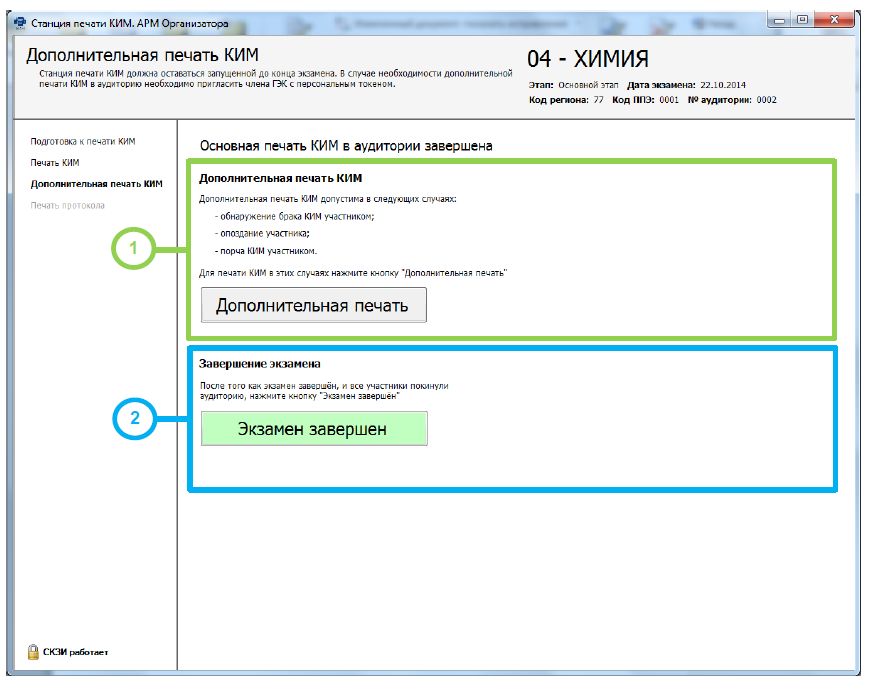 Станция печати КИМ. АРМ Организатора
Дополнительная печать КИМ
Станция печати КИМ должна оставаться запущенной до конца экзамена. В случае необходимости дополнительной
печати КИМ в аудиторию необходимо пригласить члена ГЭК с персональным токеном.
04 - ХИМИЯ
Этап: Основной этап Дата экзамена: 22.10.2014
Код региона: 77 Код ППЭ: 0001 № аудитории: 0002
Подготовка к печати КИМ
Печать КИМ
Дополнительная печать КИМ
Печать протокола
Основная печать КИМ в аудитории завершена
1
Дополнительная печать КИМ
Дополнительная печать КИМ допустима в следующих случаях:
- обнаружение брака КИМ участником;
- опоздание участника;
- порча КИМ участником.
Для печати КИМ в этих случаях нажмите кнопку "Дополнительная печать"
Дополнительная печать
2
Завершение экзамена
После того как экзамен завершён, и все участники покинули
аудиторию, нажмите кнопку "Экзамен завершён"
Экзамен завершен
СКЗИ работает